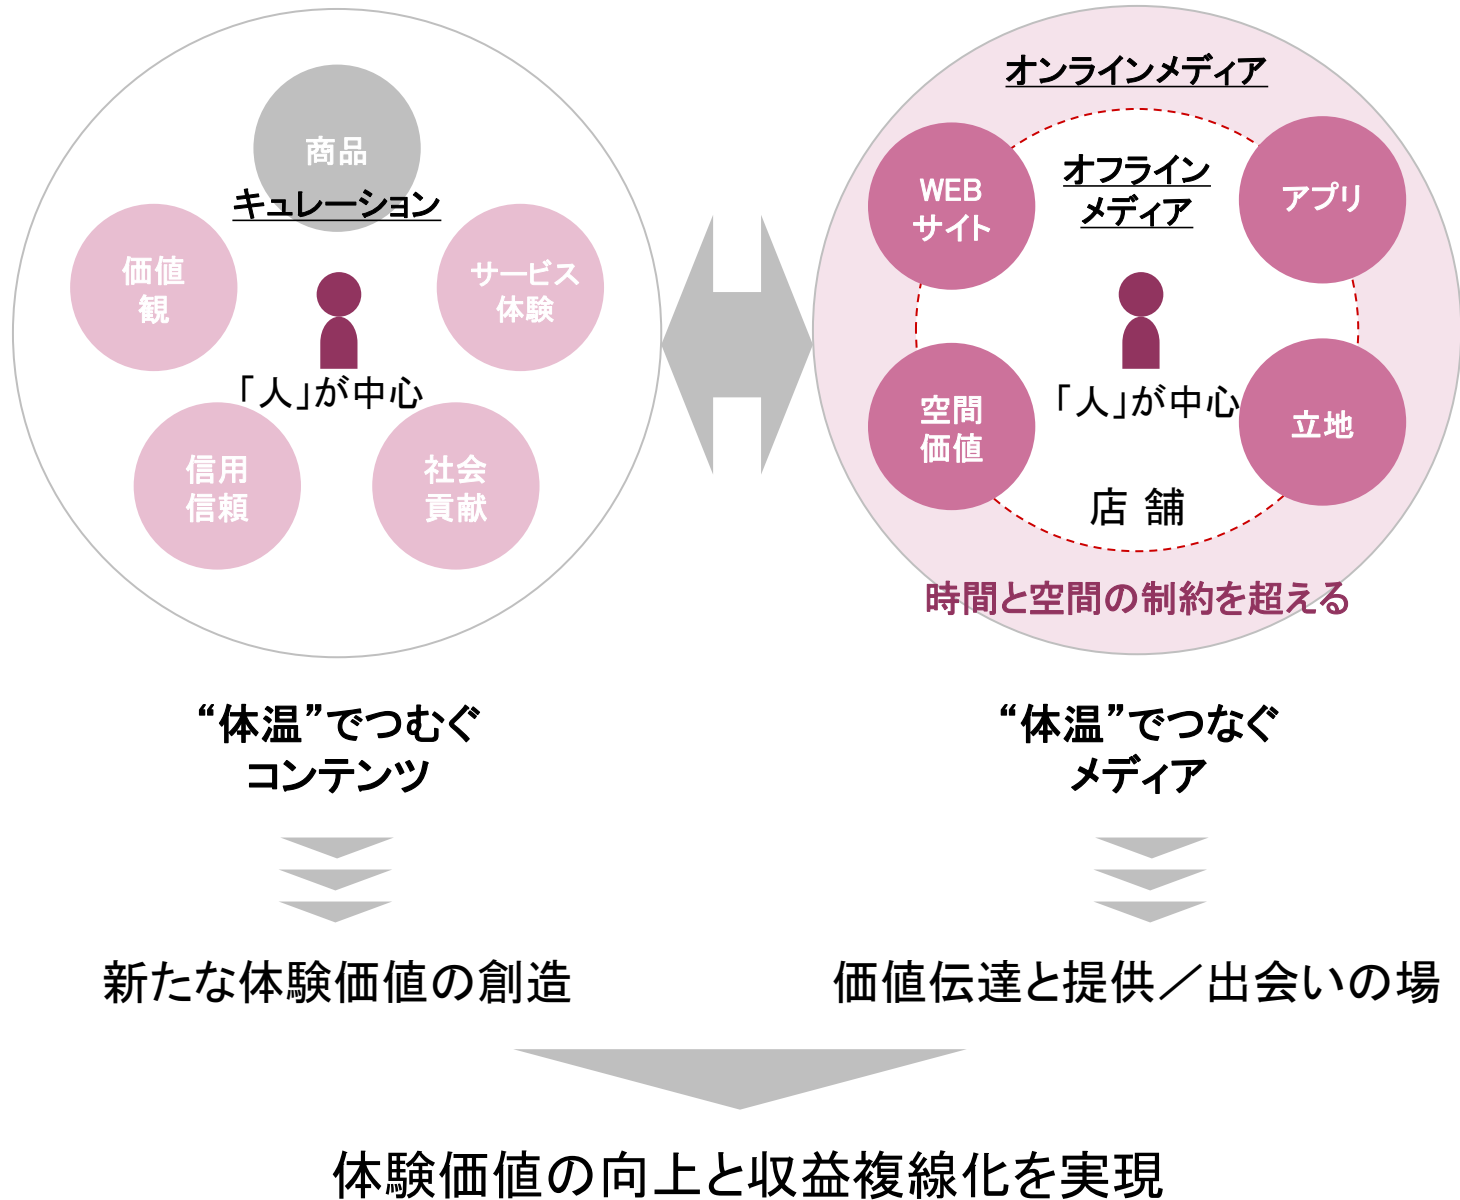 商品
キュレーション
価値
観
サービス
体験
「人」が中心
信用
信頼
社会
貢献
オンラインメディア
オフライン
メディア
WEB
サイト
アプリ
「人」が中心
空間
価値
立地
店 舗
時間と空間の制約を超える
“体温”でつむぐ
コンテンツ
“体温”でつなぐ
メディア
新たな体験価値の創造
価値伝達と提供／出会いの場
体験価値の向上と収益複線化を実現